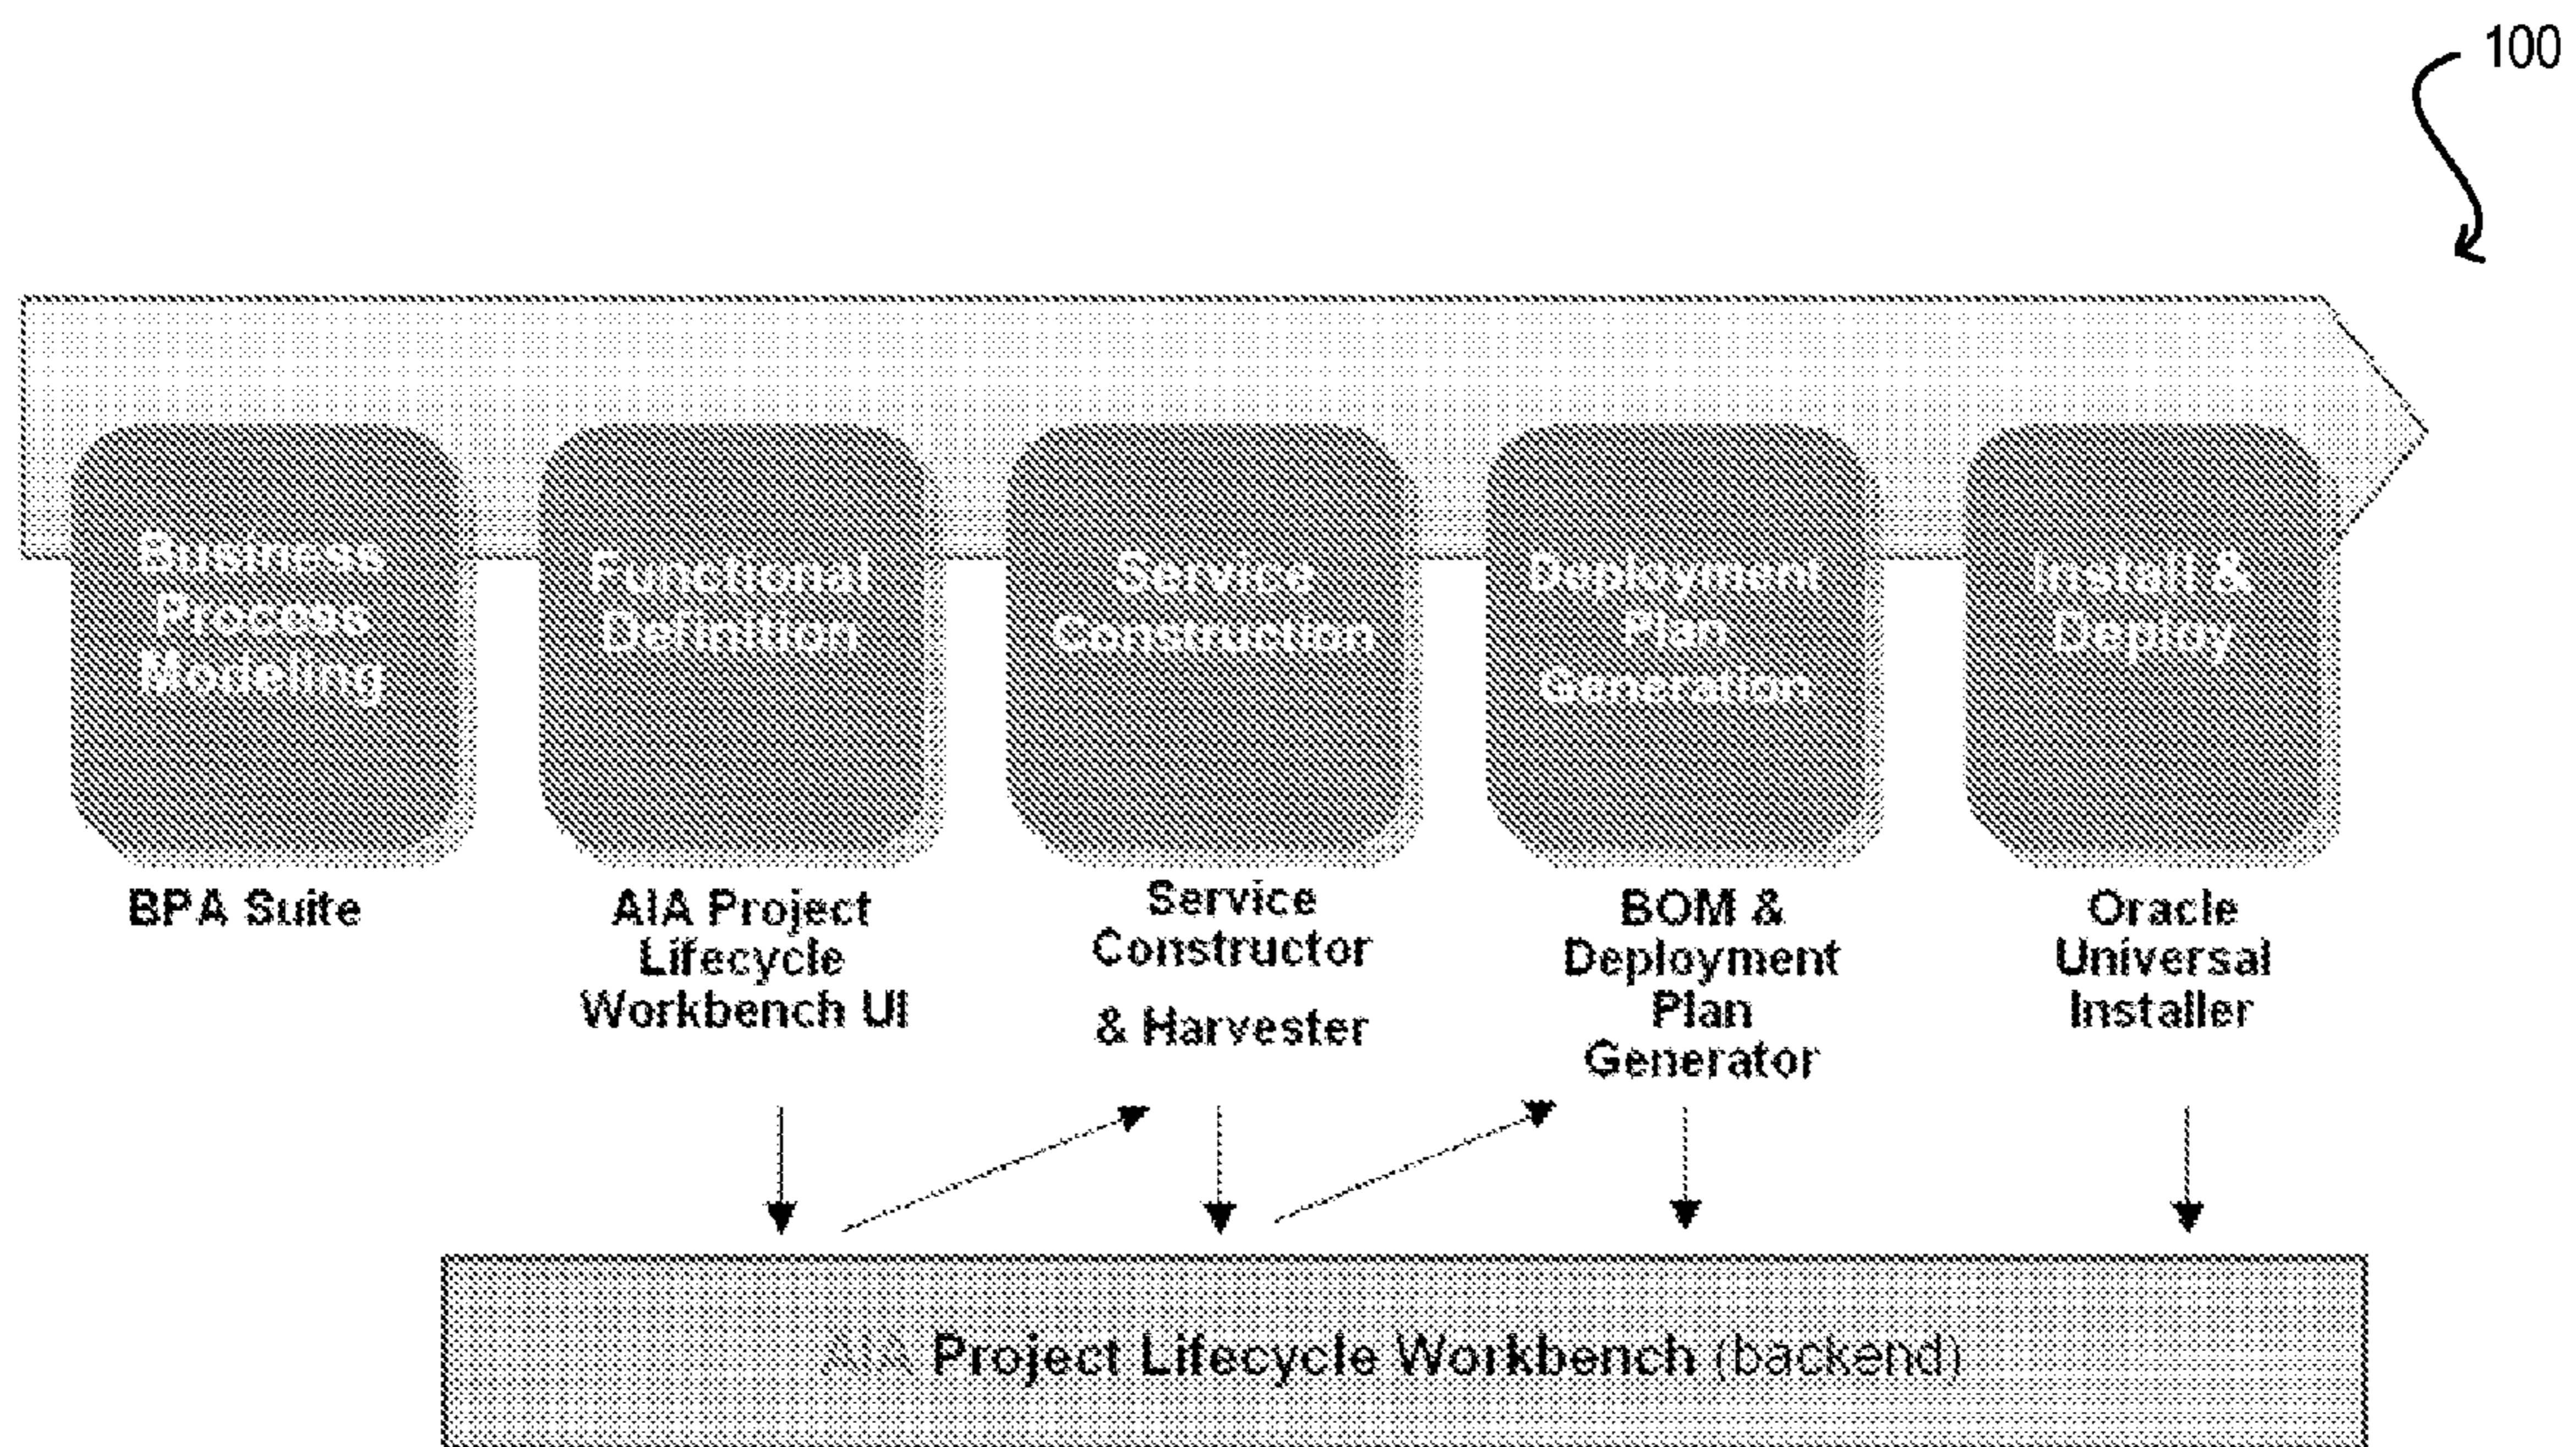 100
Business
Process
Modeling
Functional
Definition
Service
Construction
Deployment
Plan
Generation
Install &
Deploy
BPA Suite
AIA Project
Lifecycle
Workbench UI
Service
Constructor
& Harvester
BOM &
Deployment
Plan
Generator
Oracle
Universal
Installer
AIA Project Lifecycle Workbench (backend)